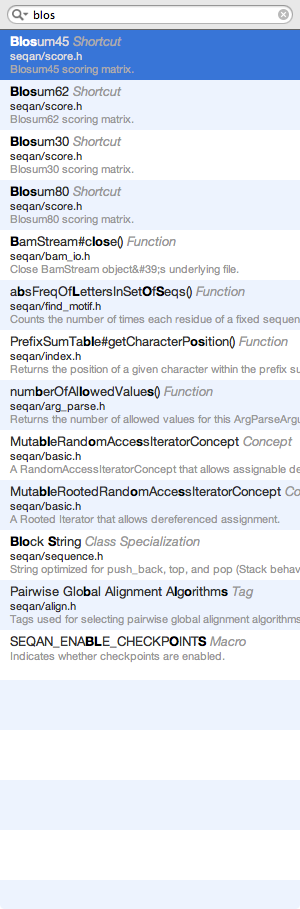 blos
Blosum45 Shortcut
seqan/score.h
Blosum45 scoring matrix.
Blosum62 Shortcut
seqan/score.h
Blosum62 scoring matrix.
Blosum30 Shortcut
seqan/score.h
Blosum30 scoring matrix.
Blosum80 Shortcut
seqan/score.h
Blosum80 scoring matrix.
BamStream#close() Function
seqan/bam_io.h
Close BamStream object&#39;s underlying file.
absFreqOfLettersInSetOfSeqs() Function
seqan/find_motif.h
Counts the number of times each residue of a fixed sequen
PrefixSumTable#getCharacterPosition() Function
seqan/index.h
Returns the position of a given character within the prefix su
numberOfAllowedValues() Function
seqan/arg_parse.h
Returns the number of allowed values for this ArgParseArgu
MutableRandomAccessIteratorConcept Concept
seqan/basic.h
A RandomAccessIteratorConcept that allows assignable de
MutableRootedRandomAccessIteratorConcept Co
seqan/basic.h
A Rooted Iterator that allows dereferenced assignment.
Block String Class Specialization
seqan/sequence.h
String optimized for push_back, top, and pop (Stack behav
Pairwise Global Alignment Algorithms Tag
seqan/align.h
Tags used for selecting pairwise global alignment algorithms
SEQAN_ENABLE_CHECKPOINTS Macro
Indicates whether checkpoints are enabled.